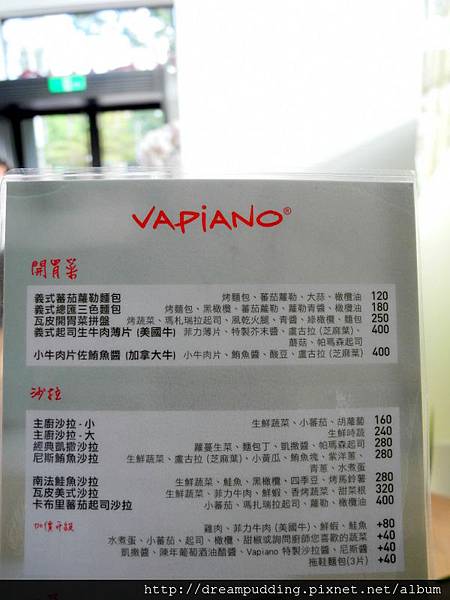 VAPIANO®
開胃菜
義式蕃茄蘿勒麵包 烤麵包、蕃茄蘿勒、大蒜、橄欖油 120
義式總匯三色麵包 烤麵包、黑橄欖、蕃茄蘿勒、蘿勒青醬、橄欖油 180
瓦皮開胃菜拼盤 烤蔬菜、瑪札瑞拉起司、風乾火腿、青醬、綠橄欖、麵包 250
義式起司生牛肉薄片 (美國牛) 菲力薄片、特製芥末醬、盧古拉 (芝麻葉)、 400
蘑菇、帕瑪森起司
小牛肉片佐鮪魚醬 (加拿大牛) 小牛肉片、鮪魚醬、酸豆、盧古拉 (芝麻葉) 400
沙拉
主廚沙拉 - 小 生鮮蔬菜、小蕃茄、胡蘿蔔 160
主廚沙拉 - 大 生鮮時蔬 240
經典凱撒沙拉 蘿蔓生菜、麵包丁、凱撒醬、帕瑪森起司 280
尼斯鮪魚沙拉 生鮮蔬菜、盧古拉 (芝麻葉)、小黃瓜、鮪魚塊、紫洋蔥、 280
青蔥、水煮蛋
南法鮭魚沙拉 生鮮蔬菜、鮭魚、黑橄欖、四季豆、烤馬鈴薯 280
瓦皮美式沙拉 生鮮蔬菜、菲力牛肉、鮮蝦、香烤蔬菜、甜菜根 320
卡布里蕃茄起司沙拉 小蕃茄、瑪札瑞拉起司、蘿勒、橄欖油 400
加價升級 雞肉、菲力牛肉 (美國牛)、鮮蝦、鮭魚 +80
水煮蛋、小蕃茄、起司、橄欖、甜椒或詢問廚師您喜歡的蔬菜 +40
凱撒醬、陳年葡萄酒油醋醬、Vapiano 特製沙拉醬、尼斯醬 +40
拖鞋麵包(3片) +40
http://dreampudding.pixnet.net/album